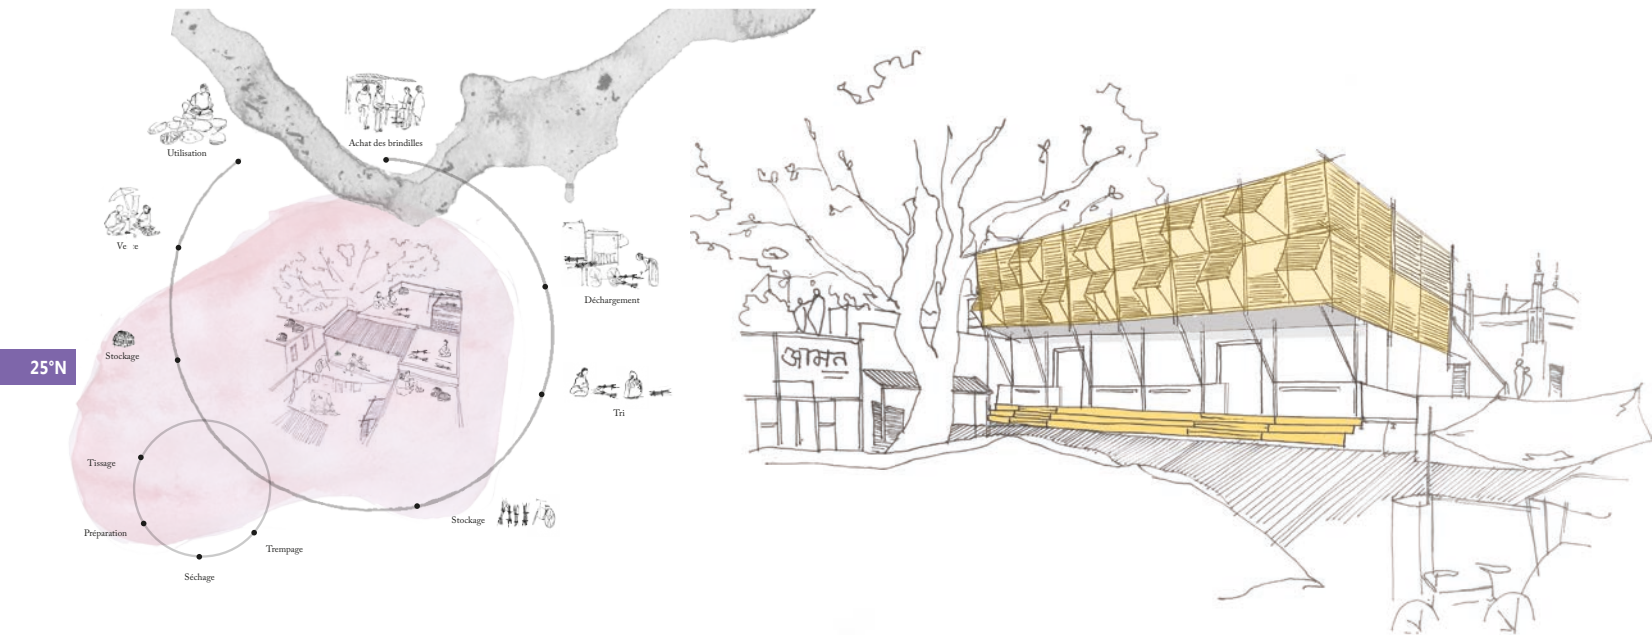 Achat des brindilles
Utilisation
Déchargement
Stockage
Tri
Tissage
Stockage
Préparation
Trempage
Séchage
25°N
आमत